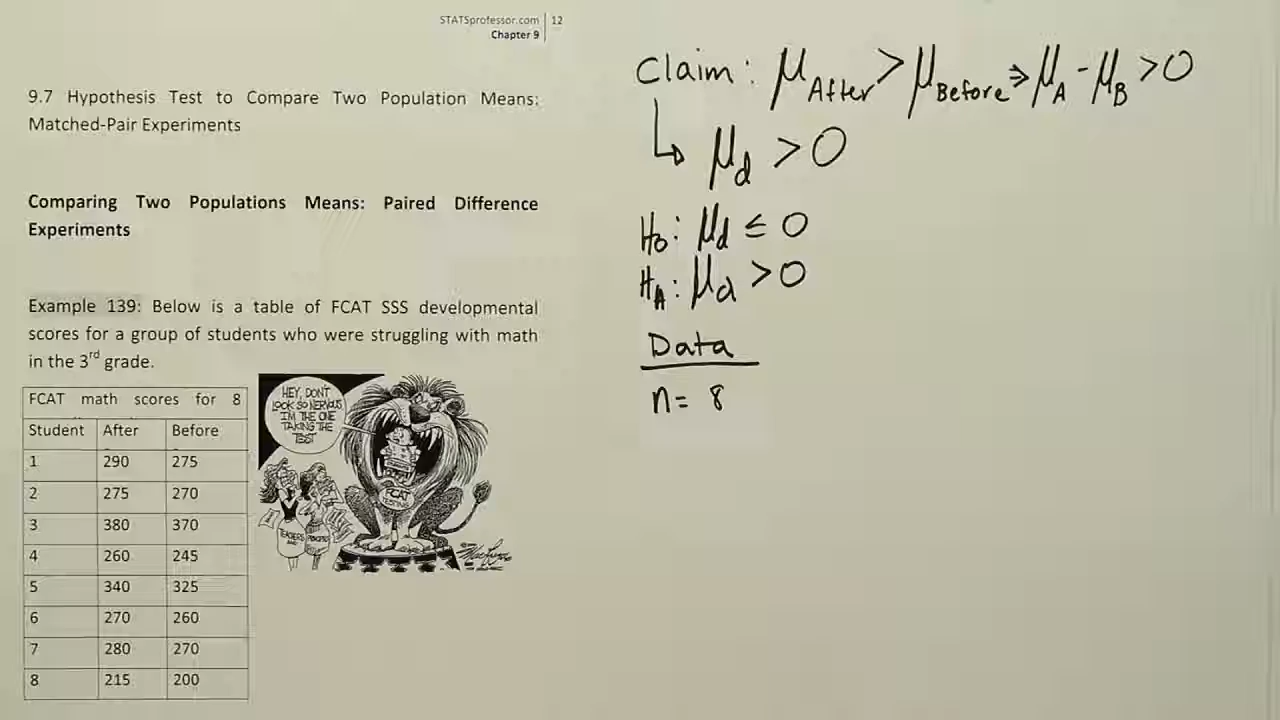 STATSprofessor.com 12
Chapter 9
9.7 Hypothesis Test to Compare Two Population Means:
Matched-Pair Experiments
Comparing Two Populations Means: Paired Difference
Experiments
Example 139: Below is a table of FCAT SSS developmental
scores for a group of students who were struggling with math
in the 3rd grade.
FCAT math scores for 8
Student After Before
1 290 275
2 275 270
3 380 370
4 260 245
5 340 325
6 270 260
7 280 270
8 215 200
HEY, DON'T
LOOK SO NERVOUS
I'M THE ONE
TAKING THE
TEST
FCAT
TESTING
TEACHERS
AND
Claim: μAfter > μBefore ⇒ μA - μB > 0
↳ μd > 0
H0: μd ≤ 0
HA: μd > 0
Data
n = 8